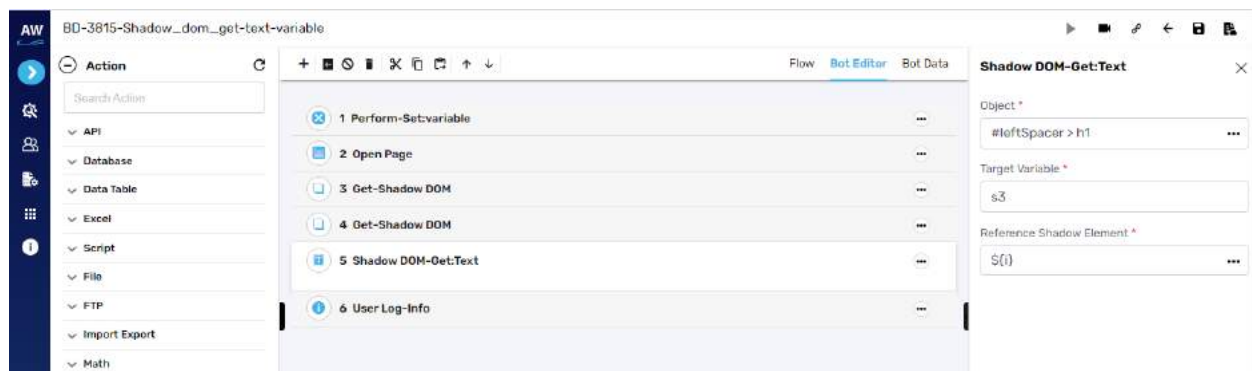 AW
BD-3815-Shadow_dom_get-text-variable
Action
Search Action
API
Database
Data Table
Excel
Script
File
FTP
Import Export
Math
Flow Bot Editor Bot Data
1 Perform-Set:variable
2 Open Page
3 Get-Shadow DOM
4 Get-Shadow DOM
5 Shadow DOM-Get:Text
6 User Log-Info
Shadow DOM-Get:Text
Object *
#leftSpacer > h1
Target Variable *
s3
Reference Shadow Element *
${i}